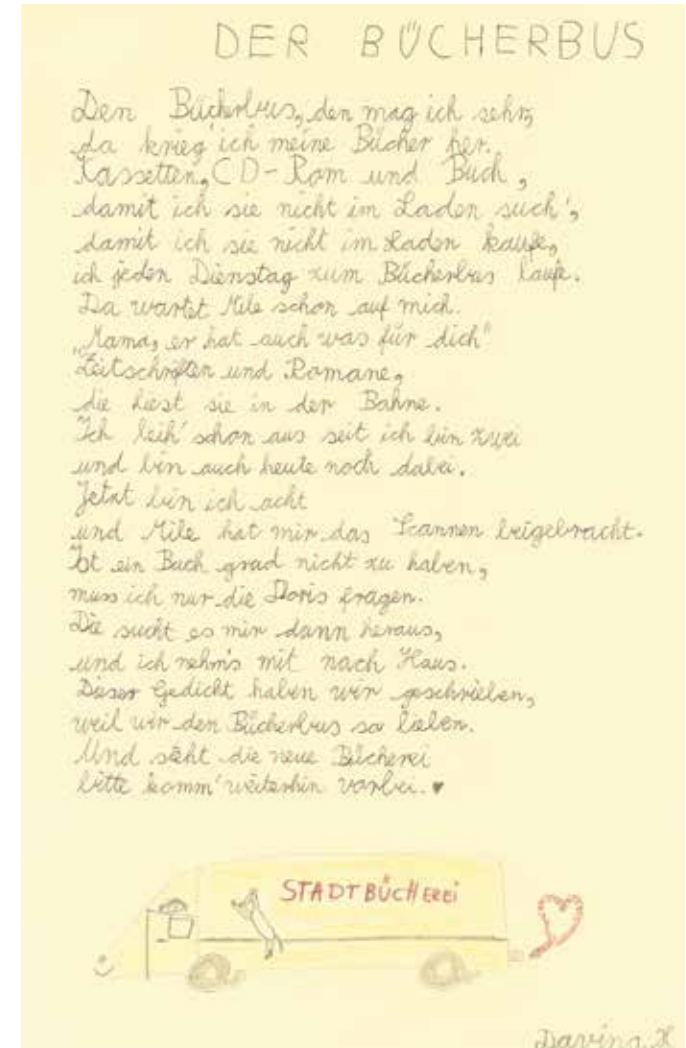 DER BÜCHERBUS
Den Bücherbus, den mag ich sehr,
da krieg' ich meine Bücher her.
Kassetten, CD-Rom und Buch,
damit ich sie nicht im Laden such',
damit ich sie nicht im Laden kaufe,
ich jeden Dienstag zum Bücherbus laufe.
Da wartet Mile schon auf mich.
„Mama, er hat auch was für dich"
Zeitschriften und Romane,
die liest sie in der Bahne.
Ich leih' schon aus seit ich bin zwei
und bin auch heute noch dabei.
Jetzt bin ich acht
und Mile hat mir das Scannen beigebracht.
Ist ein Buch grad nicht zu haben,
muss ich nur die Doris fragen.
Die sucht es mir dann heraus,
und ich nehm's mit nach Haus.
Dieses Gedicht haben wir geschrieben,
weil wir den Bücherbus so lieben.
Und steht die neue Bücherei
bitte komm' weiterhin vorbei. ♥
STADTBÜCHEREi
Davina